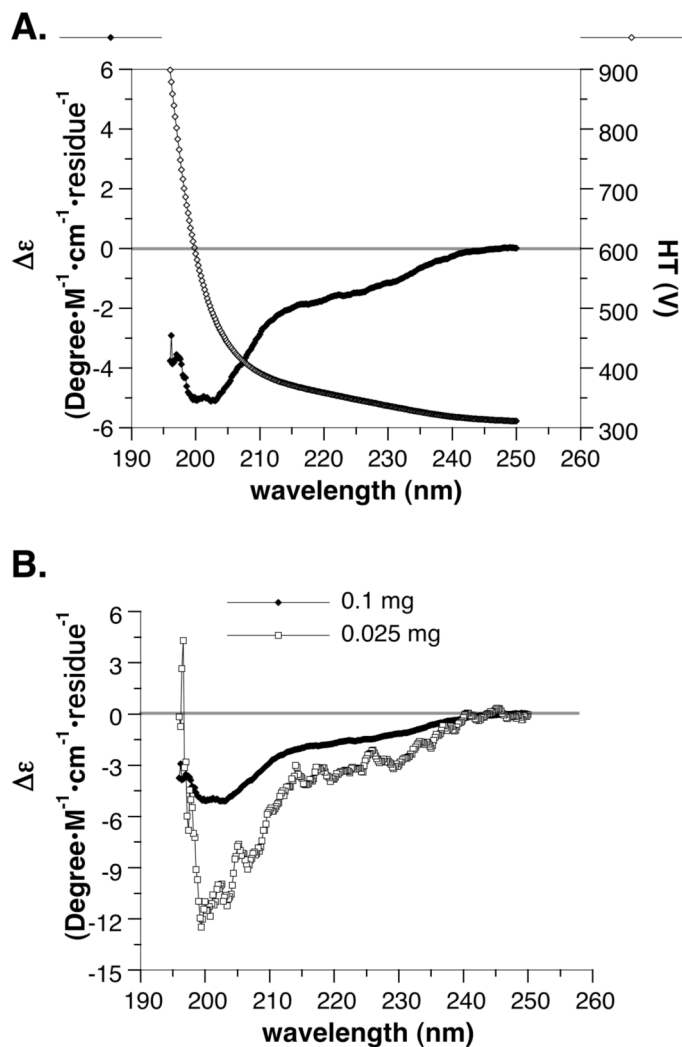 A.
6
4
2
0
-2
-4
-6
Δε
(Degree•M⁻¹•cm⁻¹•residue⁻¹
900
800
700
600
500
400
300
HT (V)
190 200 210 220 230 240 250 260
wavelength (nm)
B.
0.1 mg
0.025 mg
6
3
0
-3
-6
-9
-12
-15
Δε
(Degree•M⁻¹•cm⁻¹•residue⁻¹
190 200 210 220 230 240 250 260
wavelength (nm)